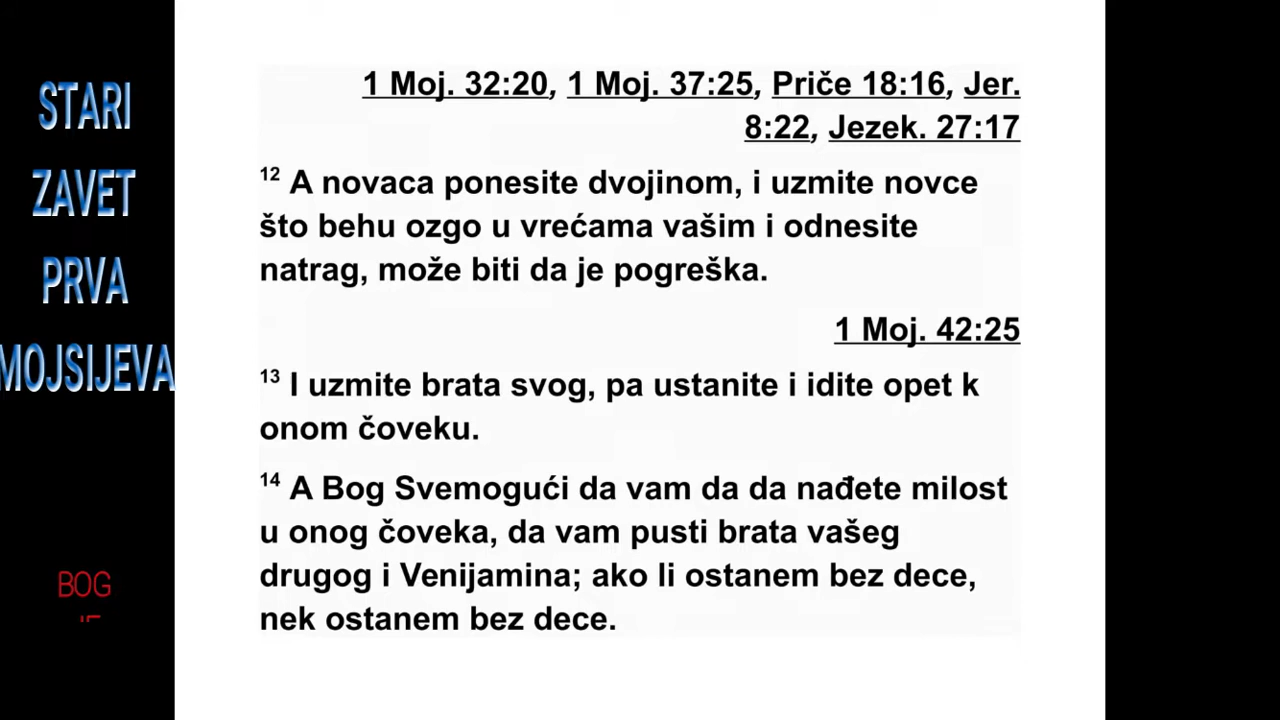 STARI
ZAVET
PRVA
MOJSIJEVA
BOG
1 Moj. 32:20, 1 Moj. 37:25, Priče 18:16, Jer.
8:22, Jezek. 27:17
12 A novaca ponesite dvojinom, i uzmite novce
što behu ozgo u vrećama vašim i odnesite
natrag, može biti da je pogreška.
1 Moj. 42:25
13 I uzmite brata svog, pa ustanite i idite opet k
onom čoveku.
14 A Bog Svemogući da vam da da nađete milost
u onog čoveka, da vam pusti brata vašeg
drugog i Venijamina; ako li ostanem bez dece,
nek ostanem bez dece.